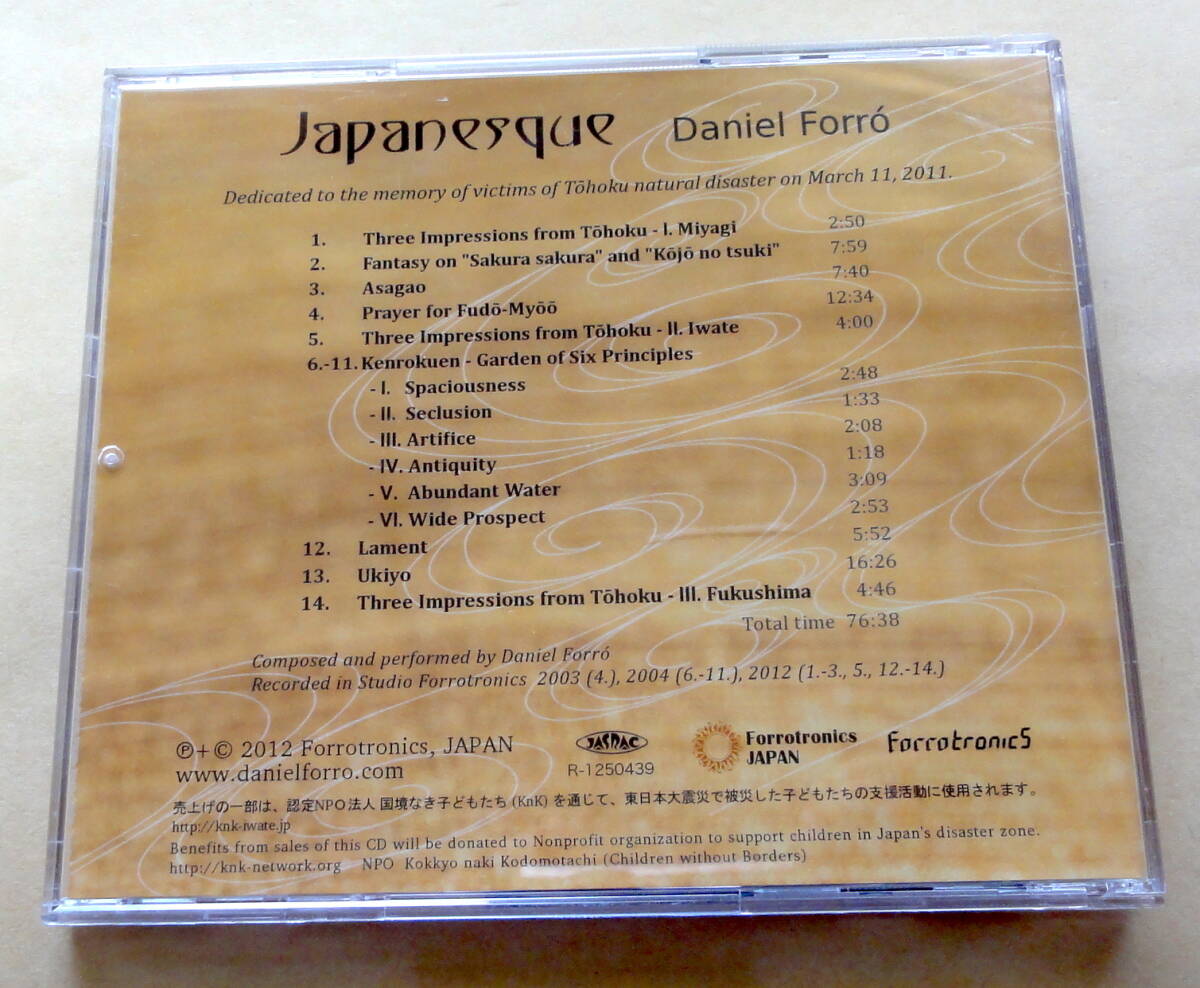 Japanesque Daniel Forró
Dedicated to the memory of victims of Tōhoku natural disaster on March 11, 2011.
1. Three Impressions from Tōhoku - I. Miyagi 2:50
2. Fantasy on "Sakura sakura" and "Kōjō no tsuki" 7:59
3. Asagao 7:40
4. Prayer for Fudō-Myōō 12:34
5. Three Impressions from Tōhoku - II. Iwate 4:00
6.-11. Kenrokuen - Garden of Six Principles
- I. Spaciousness 2:48
- II. Seclusion 1:33
- III. Artifice 2:08
- IV. Antiquity 1:18
- V. Abundant Water 3:09
- VI. Wide Prospect 2:53
12. Lament 5:52
13. Ukiyo 16:26
14. Three Impressions from Tōhoku - III. Fukushima 4:46
Total time 76:38
Composed and performed by Daniel Forró
Recorded in Studio Forrotronics 2003 (4.), 2004 (6.-11.), 2012 (1.-3., 5., 12.-14.)
℗+© 2012 Forrotronics, JAPAN
www.danielforro.com
JASRAC
R-1250439
Forrotronics
JAPAN
Forrotronics
売上げの一部は、認定NPO法人 国境なき子どもたち (KnK) を通じて、東日本大震災で被災した子どもたちの支援活動に使用されます。
http://knk-iwate.jp
Benefits from sales of this CD will be donated to Nonprofit organization to support children in Japan's disaster zone.
http://knk-network.org NPO Kokkyo naki Kodomotachi (Children without Borders)